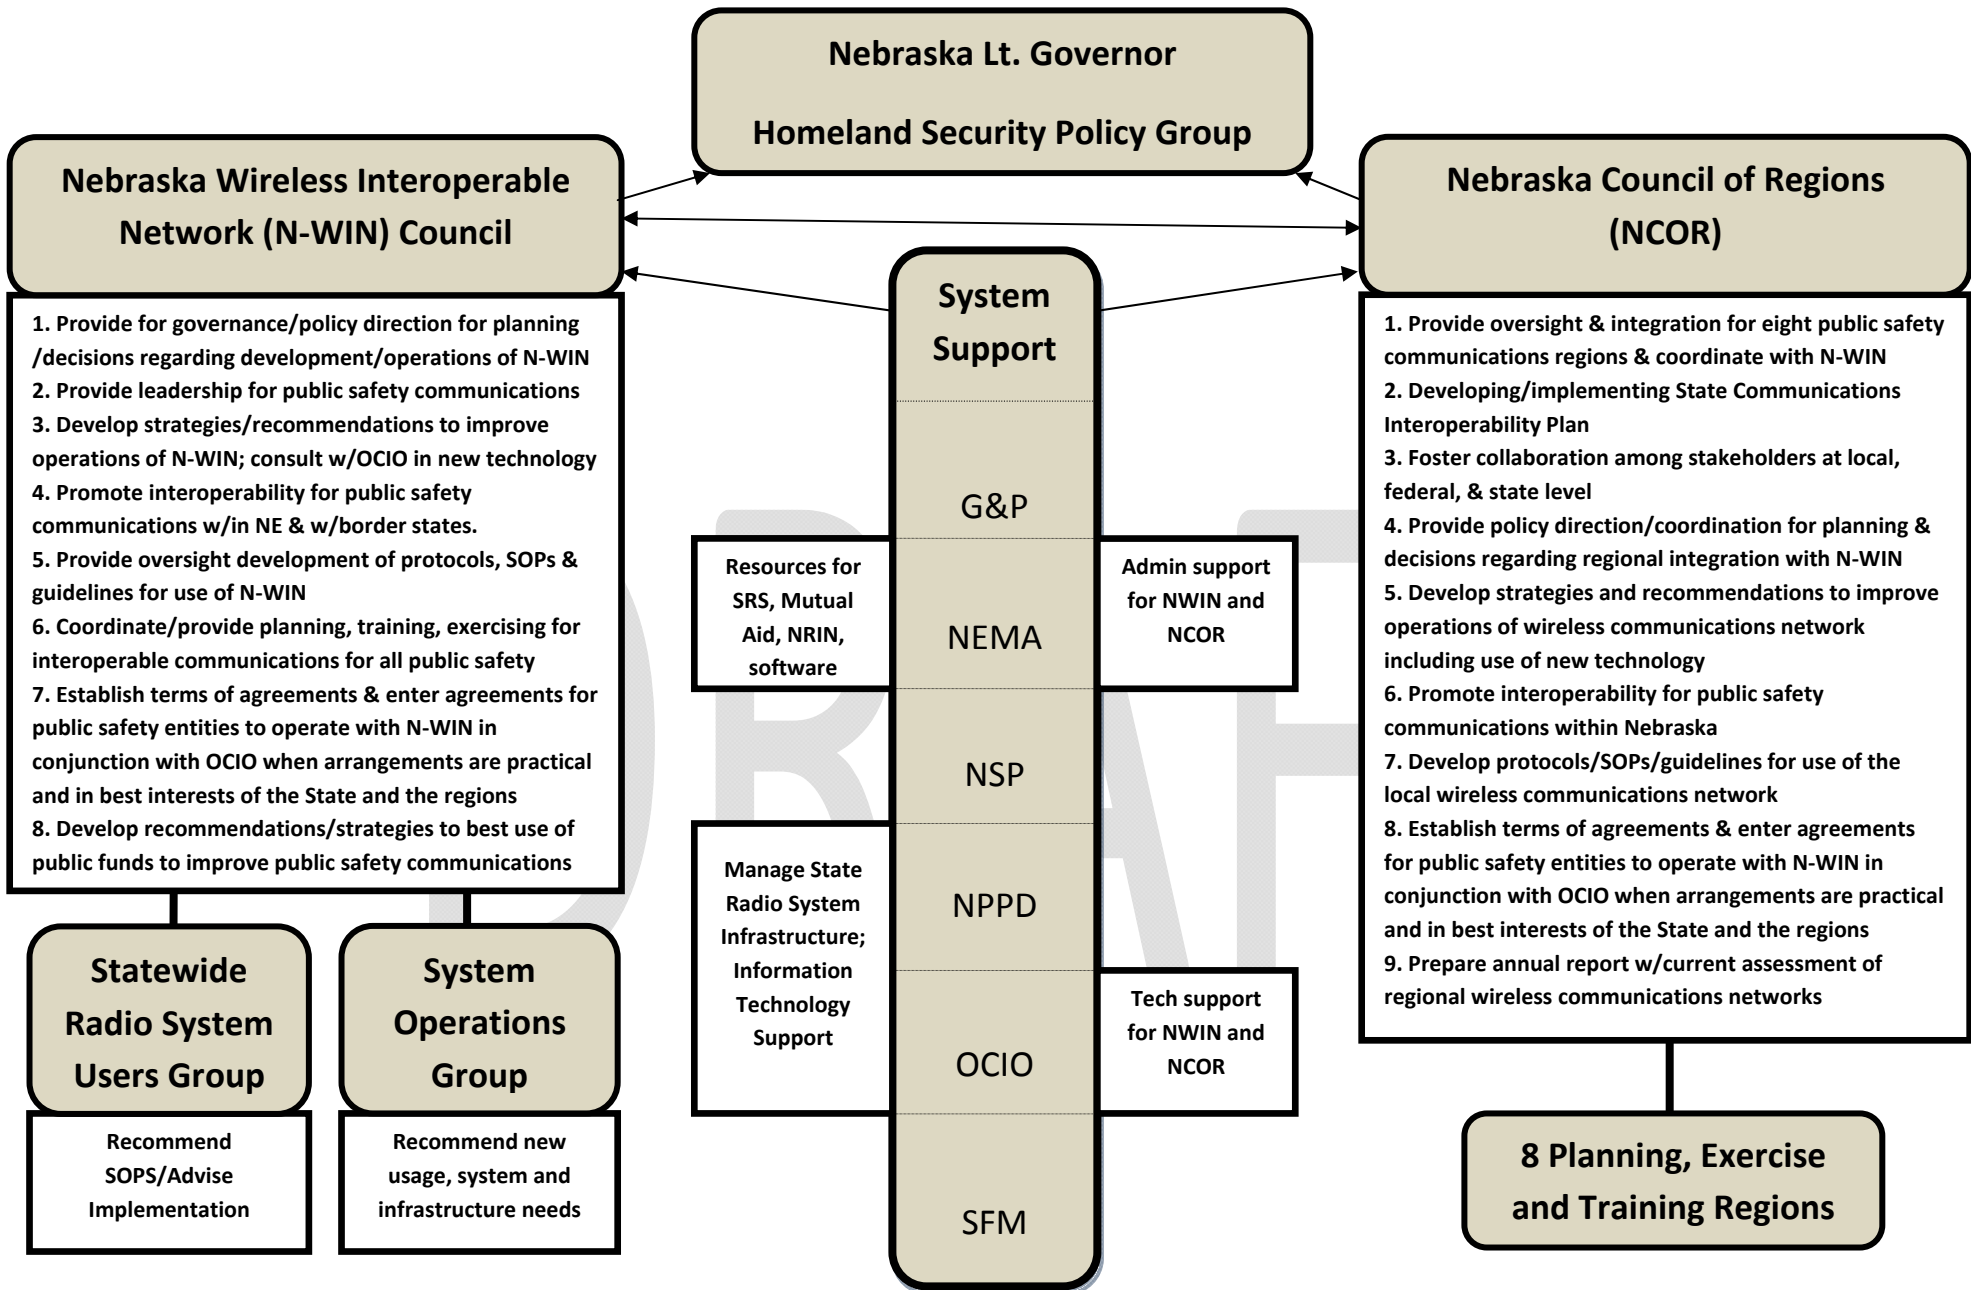 Nebraska Lt. Governor
Homeland Security Policy Group
Nebraska Wireless Interoperable
Network (N-WIN) Council
1. Provide for governance/policy direction for planning
/decisions regarding development/operations of N-WIN
2. Provide leadership for public safety communications
3. Develop strategies/recommendations to improve
operations of N-WIN; consult w/OCIO in new technology
4. Promote interoperability for public safety
communications w/in NE & w/border states.
5. Provide oversight development of protocols, SOPs &
guidelines for use of N-WIN
6. Coordinate/provide planning, training, exercising for
interoperable communications for all public safety
7. Establish terms of agreements & enter agreements for
public safety entities to operate with N-WIN in
conjunction with OCIO when arrangements are practical
and in best interests of the State and the regions
8. Develop recommendations/strategies to best use of
public funds to improve public safety communications
Statewide
Radio System
Users Group
Recommend
SOPS/Advise
Implementation
System
Operations
Group
Recommend new
usage, system and
infrastructure needs
System
Support
G&P
NEMA
NSP
NPPD
OCIO
SFM
Resources for
SRS, Mutual
Aid, NRIN,
software
Admin support
for NWIN and
NCOR
Manage State
Radio System
Infrastructure;
Information
Technology
Support
Tech support
for NWIN and
NCOR
Nebraska Council of Regions
(NCOR)
1. Provide oversight & integration for eight public safety
communications regions & coordinate with N-WIN
2. Developing/implementing State Communications
Interoperability Plan
3. Foster collaboration among stakeholders at local,
federal, & state level
4. Provide policy direction/coordination for planning &
decisions regarding regional integration with N-WIN
5. Develop strategies and recommendations to improve
operations of wireless communications network
including use of new technology
6. Promote interoperability for public safety
communications within Nebraska
7. Develop protocols/SOPs/guidelines for use of the
local wireless communications network
8. Establish terms of agreements & enter agreements
for public safety entities to operate with N-WIN in
conjunction with OCIO when arrangements are practical
and in best interests of the State and the regions
9. Prepare annual report w/current assessment of
regional wireless communications networks
8 Planning, Exercise
and Training Regions